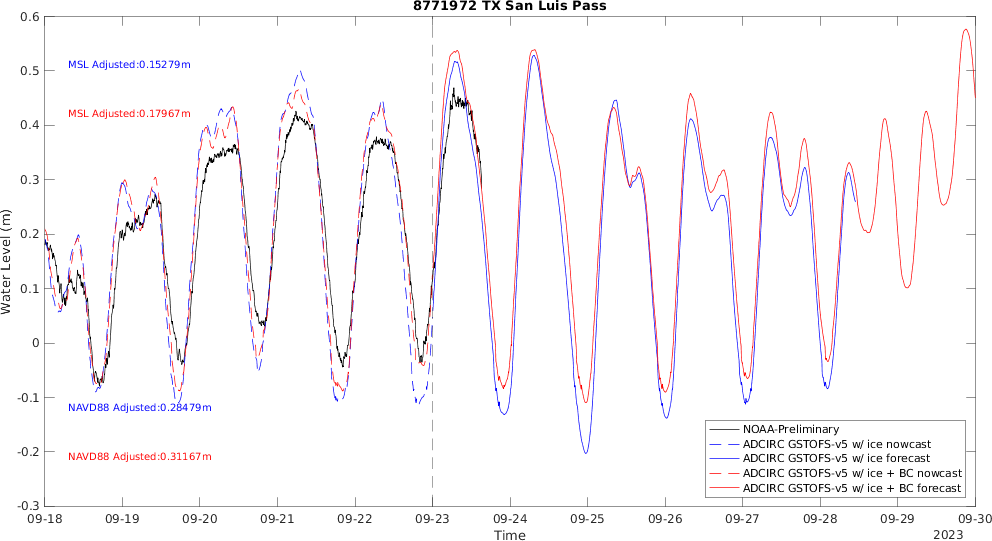 8771972 TX San Luis Pass
0.6
0.5
0.4
0.3
0.2
0.1
0
-0.1
-0.2
-0.3
Water Level (m)
MSL Adjusted:0.15279m
MSL Adjusted:0.17967m
NAVD88 Adjusted:0.28479m
NAVD88 Adjusted:0.31167m
NOAA-Preliminary
ADCIRC GSTOFS-v5 w/ ice nowcast
ADCIRC GSTOFS-v5 w/ ice forecast
ADCIRC GSTOFS-v5 w/ ice + BC nowcast
ADCIRC GSTOFS-v5 w/ ice + BC forecast
09-18 09-19 09-20 09-21 09-22 09-23 09-24 09-25 09-26 09-27 09-28 09-29 09-30
Time
2023